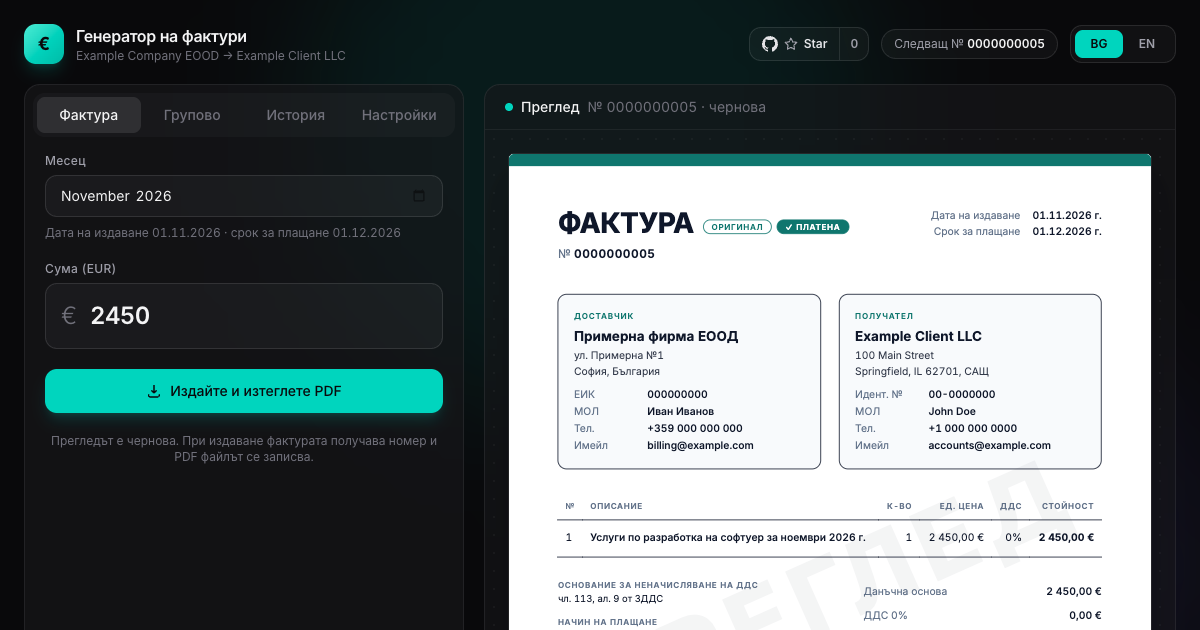 €
Генератор на фактури
Example Company EOOD → Example Client LLC
Star 0
Следващ № 0000000005
BG EN
Фактура Групово История Настройки
Месец
November 2026
Дата на издаване 01.11.2026 · срок за плащане 01.12.2026
Сума (EUR)
€ 2450
Издайте и изтеглете PDF
Прегледът е чернова. При издаване фактурата получава номер и
PDF файлът се записва.
Преглед № 0000000005 · чернова
ФАКТУРА ОРИГИНАЛ ✓ ПЛАТЕНА
№ 0000000005
Дата на издаване 01.11.2026 г.
Срок за плащане 01.12.2026 г.
ДОСТАВЧИК
Примерна фирма ЕООД
ул. Примерна №1
София, България
ЕИК 000000000
МОЛ Иван Иванов
Тел. +359 000 000 000
Имейл billing@example.com
ПОЛУЧАТЕЛ
Example Client LLC
100 Main Street
Springfield, IL 62701, САЩ
Идент. № 00-0000000
МОЛ John Doe
Тел. +1 000 000 0000
Имейл accounts@example.com
№ ОПИСАНИЕ К-ВО ЕД. ЦЕНА ДДС СТОЙНОСТ
1 Услуги по разработка на софтуер за ноември 2026 г. 1 2 450,00 € 0% 2 450,00 €
ОСНОВАНИЕ ЗА НЕНАЧИСЛЯВАНЕ НА ДДС
чл. 113, ал. 9 от ЗДДС
НАЧИН НА ПЛАЩАНЕ
Данъчна основа 2 450,00 €
ДДС 0% 0,00 €